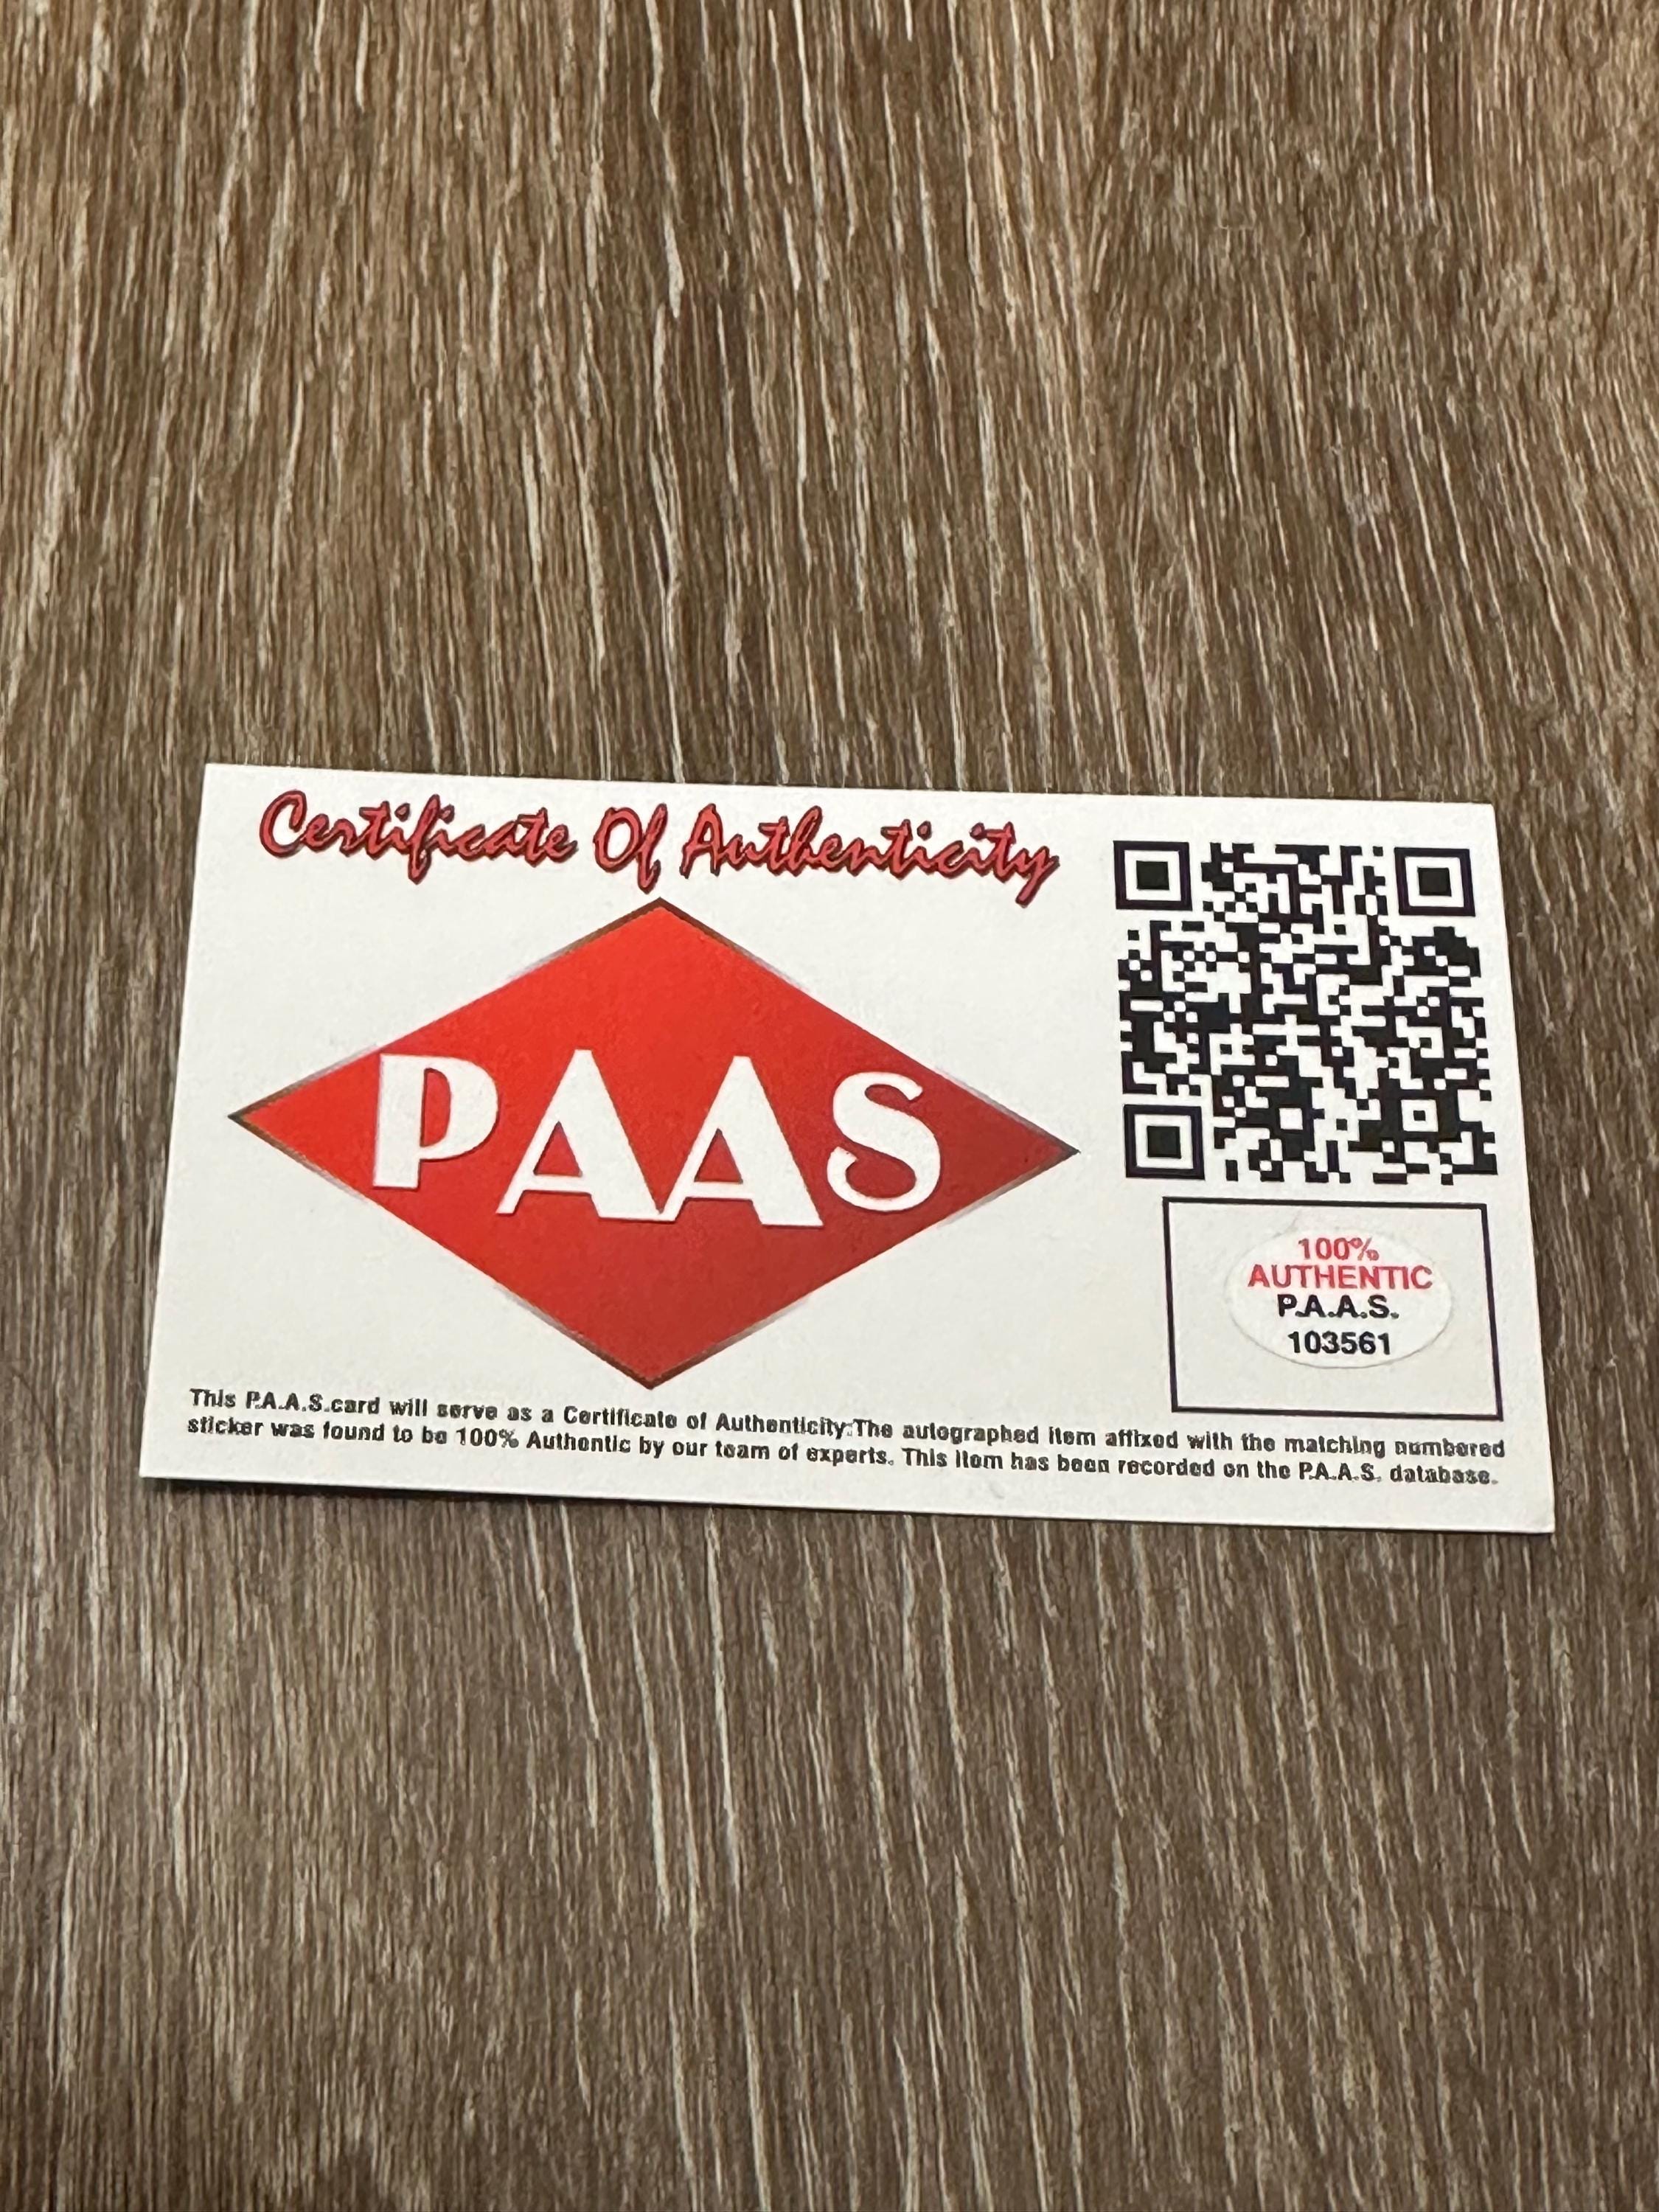 Certificate Of Authenticity
PAAS
100%
AUTHENTIC
P.A.A.S.
103561
This P.A.A.S.card will serve as a Certificate of Authenticity:The autographed item affixed with the matching numbered
sticker was found to be 100% Authentic by our team of experts. This item has been recorded on the P.A.A.S. database.